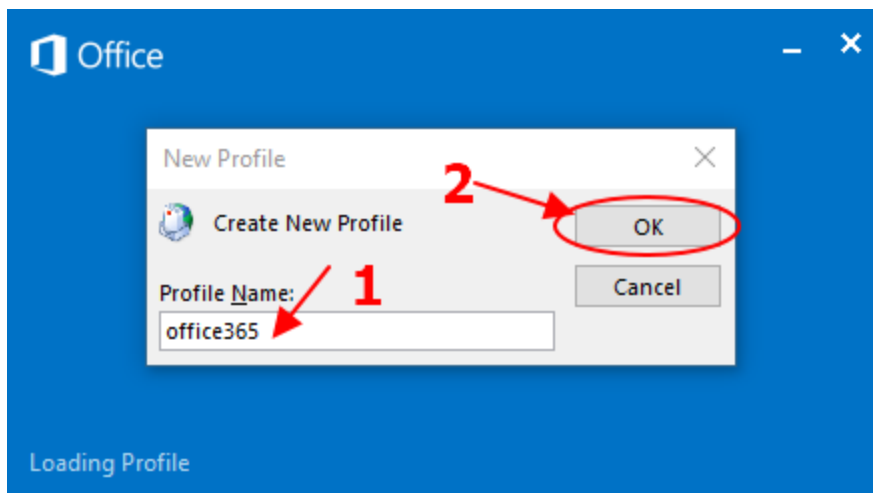 Office
New Profile
2
Create New Profile
OK
1
Profile Name:
Cancel
office365
Loading Profile